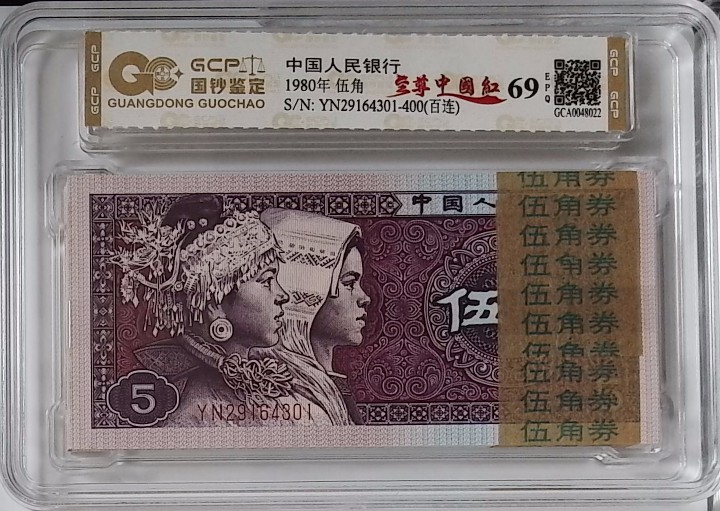 GCP
GCP
GCP
国钞鉴定
GUANGDONG GUOCHAO
中国人民银行
1980年 伍角
S/N: YN29164301-400(百连)
至尊中國紅
69
EPQ
GCA0048022
GCP
GCP
中国人
伍
5
YN29164301
伍角券
伍角券
伍角券
伍角券
伍角券
伍角券
伍角券
伍角券
伍角券
伍角券